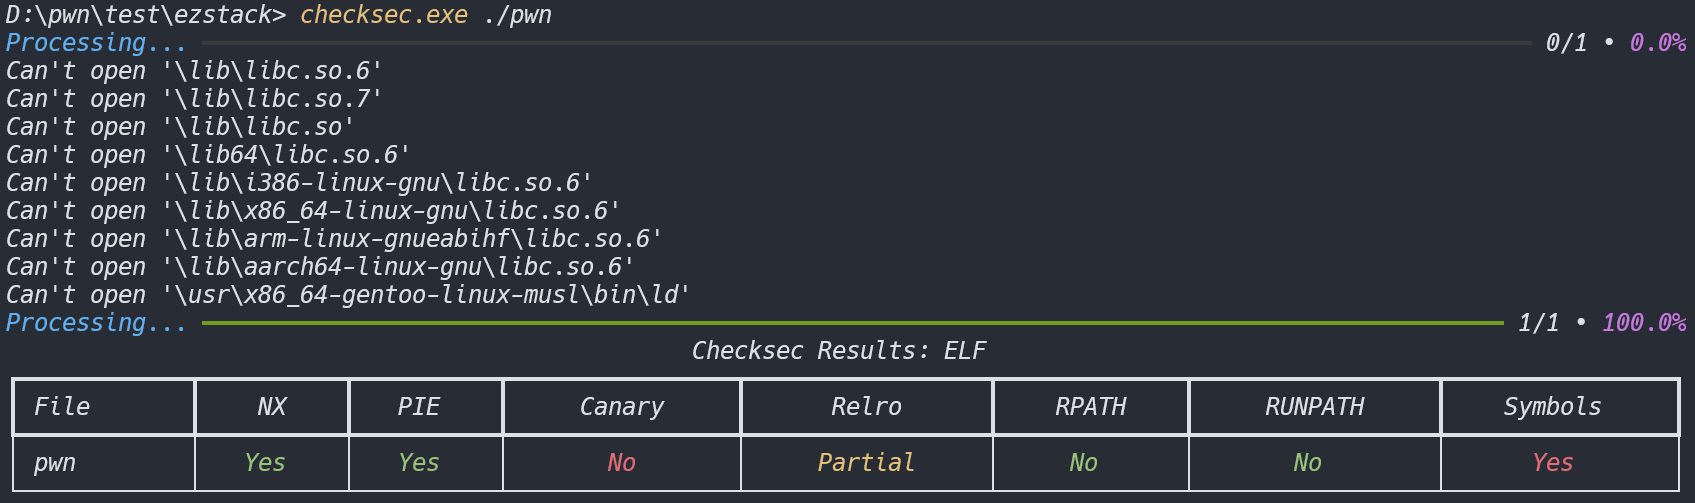 D:\pwn\test\ezstack> checksec.exe ./pwn
Processing... 0/1 • 0.0%
Can't open '\lib\libc.so.6'
Can't open '\lib\libc.so.7'
Can't open '\lib\libc.so'
Can't open '\lib64\libc.so.6'
Can't open '\lib\i386-linux-gnu\libc.so.6'
Can't open '\lib\x86_64-linux-gnu\libc.so.6'
Can't open '\lib\arm-linux-gnueabihf\libc.so.6'
Can't open '\lib\aarch64-linux-gnu\libc.so.6'
Can't open '\usr\x86_64-gentoo-linux-musl\bin\ld'
Processing... 1/1 • 100.0%
Checksec Results: ELF
File NX PIE Canary Relro RPATH RUNPATH Symbols
pwn Yes Yes No Partial No No Yes